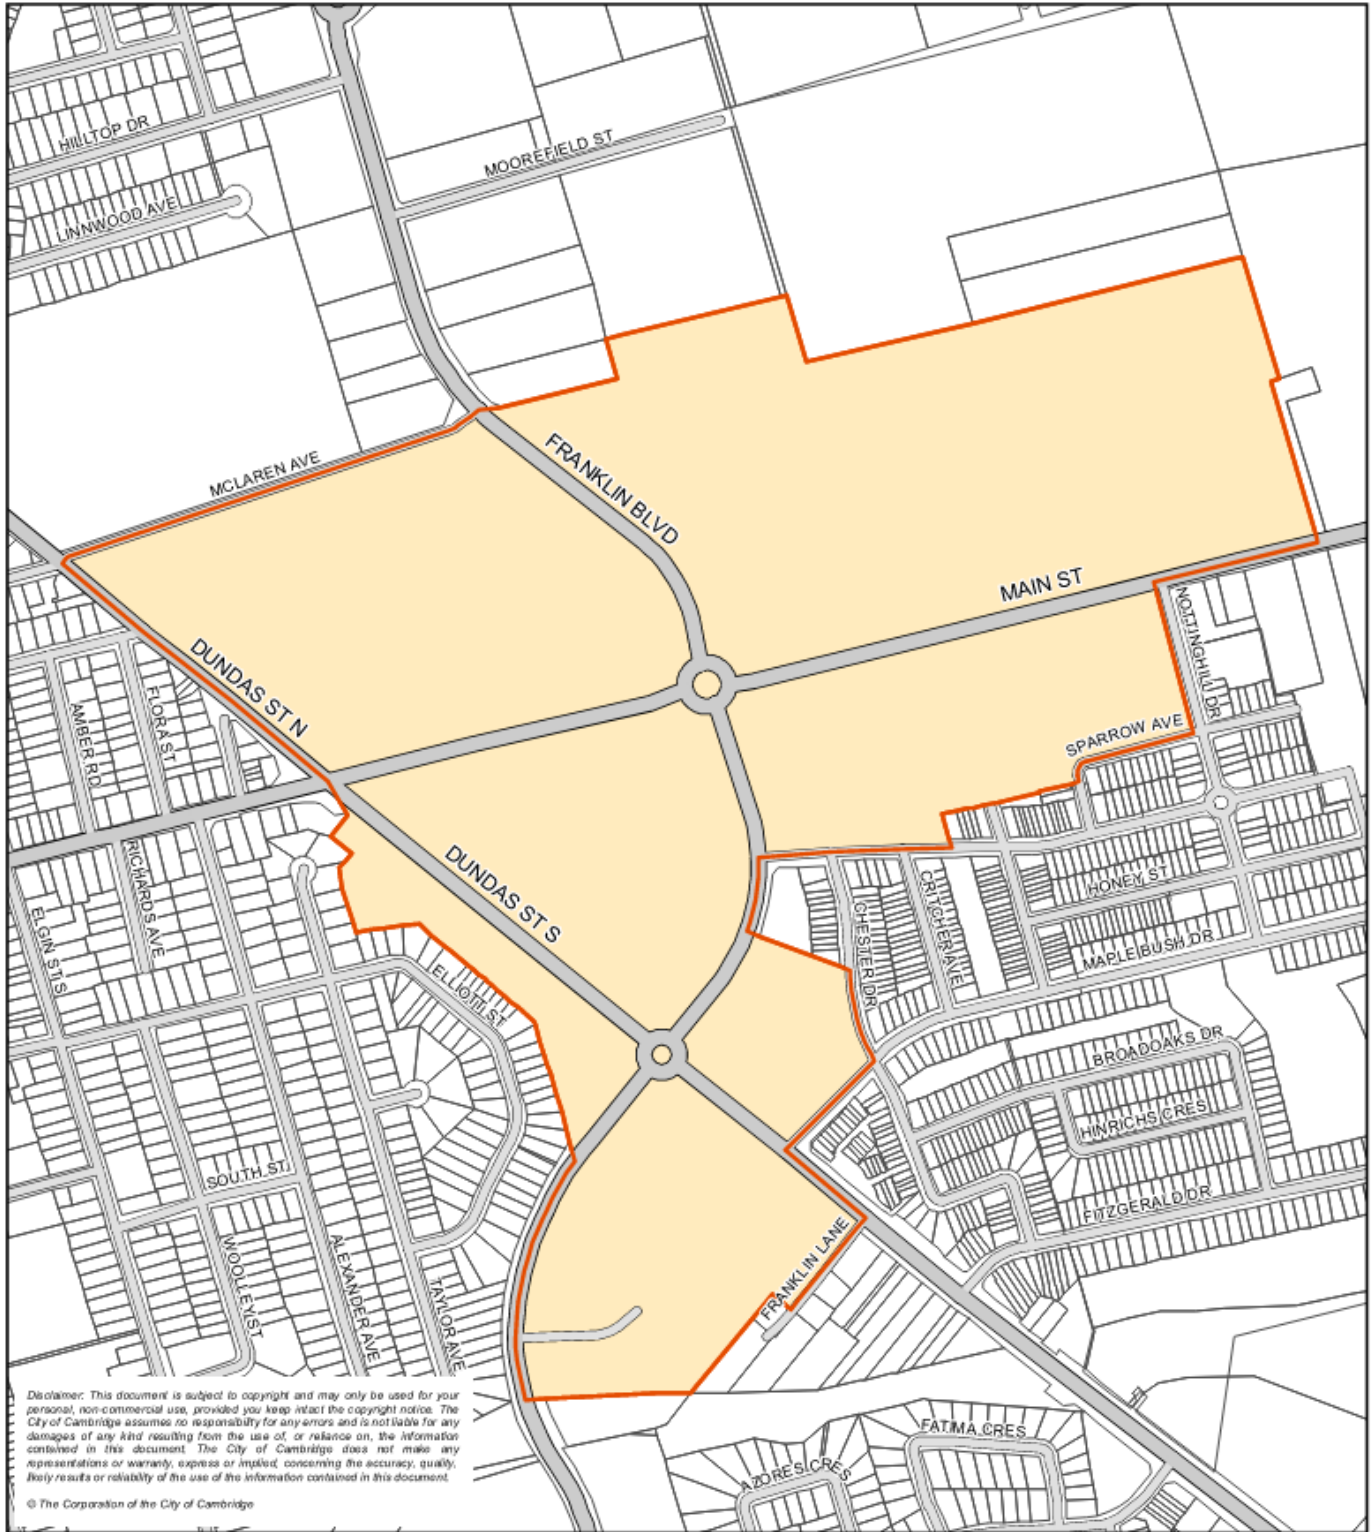 HILLTOP DR
MOOREFIELD ST
LINNWOOD AVE
MCLAREN AVE
FRANKLIN BLVD
MAIN ST
NOTTINGHILL DR
DUNDAS ST N
FLORA ST
AMBER RD
SPARROW AVE
DUNDAS ST S
RICHARDS AVE
ELGIN ST S
HONEY ST
CRITCHER AVE
CHESTER DR
MAPLE BUSH DR
ELLIOTT ST
BROADOAKS DR
HINRICHS CRES
SOUTH ST
FITZGERALD DR
FRANKLIN LANE
WOOLLEY ST
ALEXANDER AVE
TAYLOR AVE
FATIMA CRES
AZORES CRES
Disclaimer: This document is subject to copyright and may only be used for your
personal, non-commercial use, provided you keep intact the copyright notice. The
City of Cambridge assumes no responsibility for any errors and is not liable for any
damages of any kind resulting from the use of, or reliance on, the information
contained in this document. The City of Cambridge does not make any
representations or warranty, express or implied, concerning the accuracy, quality,
likely results or reliability of the use of the information contained in this document.
© The Corporation of the City of Cambridge